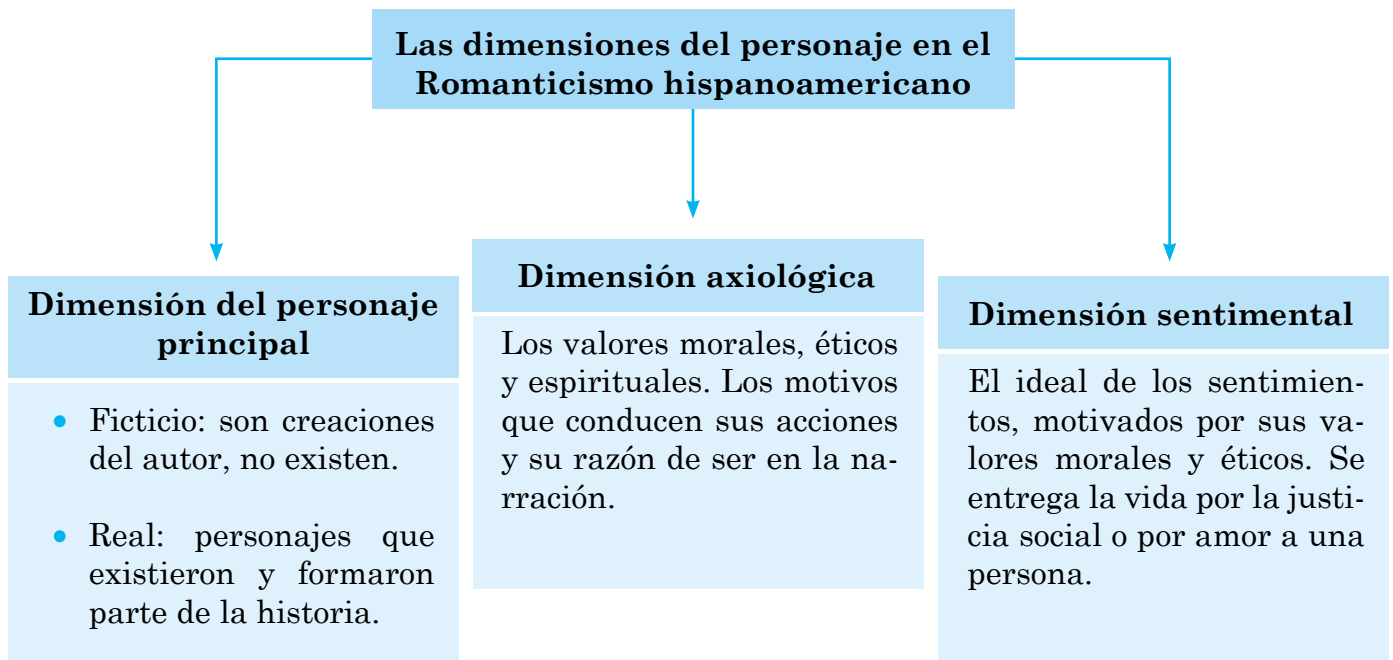 Las dimensiones del personaje en el
Romanticismo hispanoamericano
Dimensión del personaje
principal
• Ficticio: son creaciones
del autor, no existen.
• Real: personajes que
existieron y formaron
parte de la historia.
Dimensión axiológica
Los valores morales, éticos
y espirituales. Los motivos
que conducen sus acciones
y su razón de ser en la na-
rración.
Dimensión sentimental
El ideal de los sentimien-
tos, motivados por sus va-
lores morales y éticos. Se
entrega la vida por la justi-
cia social o por amor a una
persona.